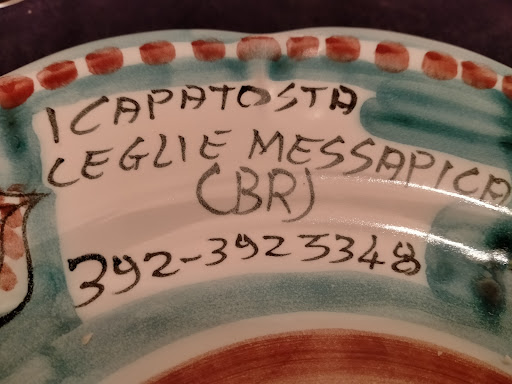 I CAPATOSTA
CEGLIE MESSAPICA
(BR)
392-3923348